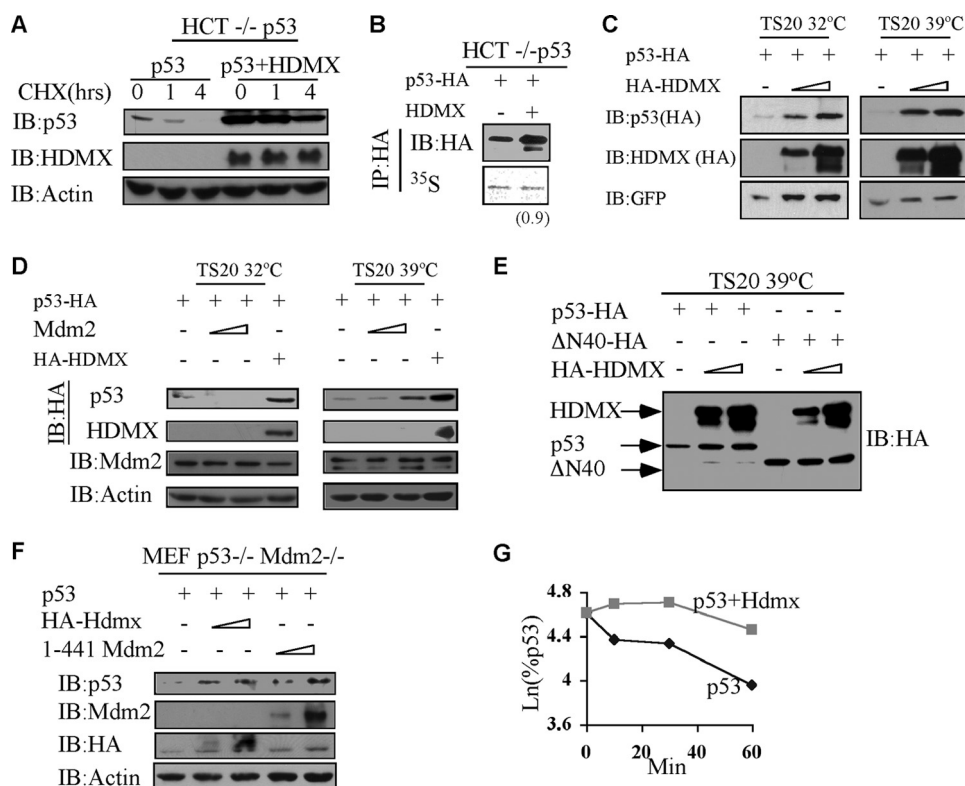 A
HCT -/- p53
p53 p53+HDMX
CHX(hrs) 0 1 4 0 1 4
IB:p53
IB:HDMX
IB:Actin
B
HCT -/-p53
p53-HA + +
HDMX - +
IP:HA
IB:HA
35S
(0.9)
C
TS20 32°C TS20 39°C
p53-HA + + + + + +
HA-HDMX - -
IB:p53(HA)
IB:HDMX (HA)
IB:GFP
D
TS20 32°C TS20 39°C
p53-HA + + + + + + + +
Mdm2 - - - -
HA-HDMX - - - + - - - +
IB:HA
p53
HDMX
IB:Mdm2
IB:Actin
E
TS20 39°C
p53-HA + + + - - -
ΔN40-HA - - - + + +
HA-HDMX - -
HDMX
p53
ΔN40
IB:HA
F
MEF p53-/- Mdm2-/-
p53 + + + + +
HA-Hdmx - - -
1-441 Mdm2 - - -
IB:p53
IB:Mdm2
IB:HA
IB:Actin
G
Ln(%p53)
4.8
4.4
4
3.6
p53+Hdmx
p53
0 20 40 60
Min